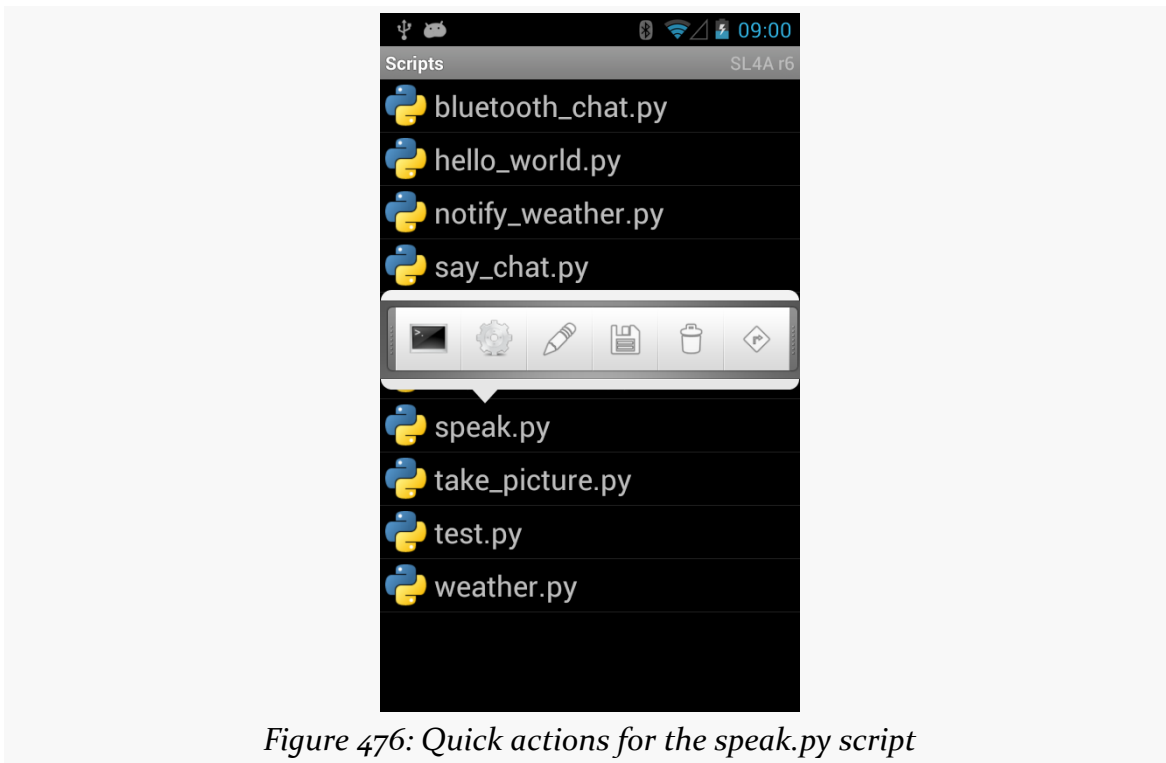 09:00
Scripts SL4A r6
bluetooth_chat.py
hello_world.py
notify_weather.py
say_chat.py
speak.py
take_picture.py
test.py
weather.py
Figure 476: Quick actions for the speak.py script